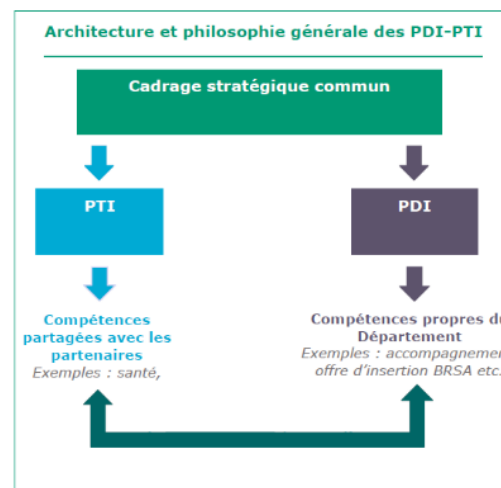 Architecture et philosophie générale des PDI-PTI
Cadrage stratégique commun
PTI
PDI
Compétences
partagées avec les
partenaires
Exemples : santé,
Compétences propres du
Département
Exemples : accompagnemen
offre d'insertion BRSA etc.